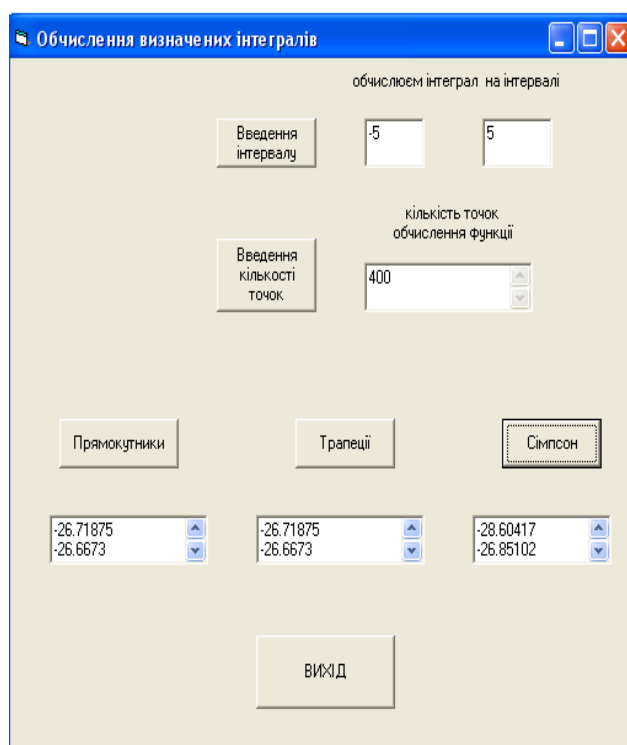 Обчислення визначених інтегралів
обчислюєм інтеграл на інтервалі
Введення
інтервалу
-5
5
кількість точок
обчислення функції
Введення
кількості
точок
400
Прямокутники
Трапеції
Сімпсон
-26.71875
-26.6673
-26.71875
-26.6673
-28.60417
-26.85102
ВИХІД